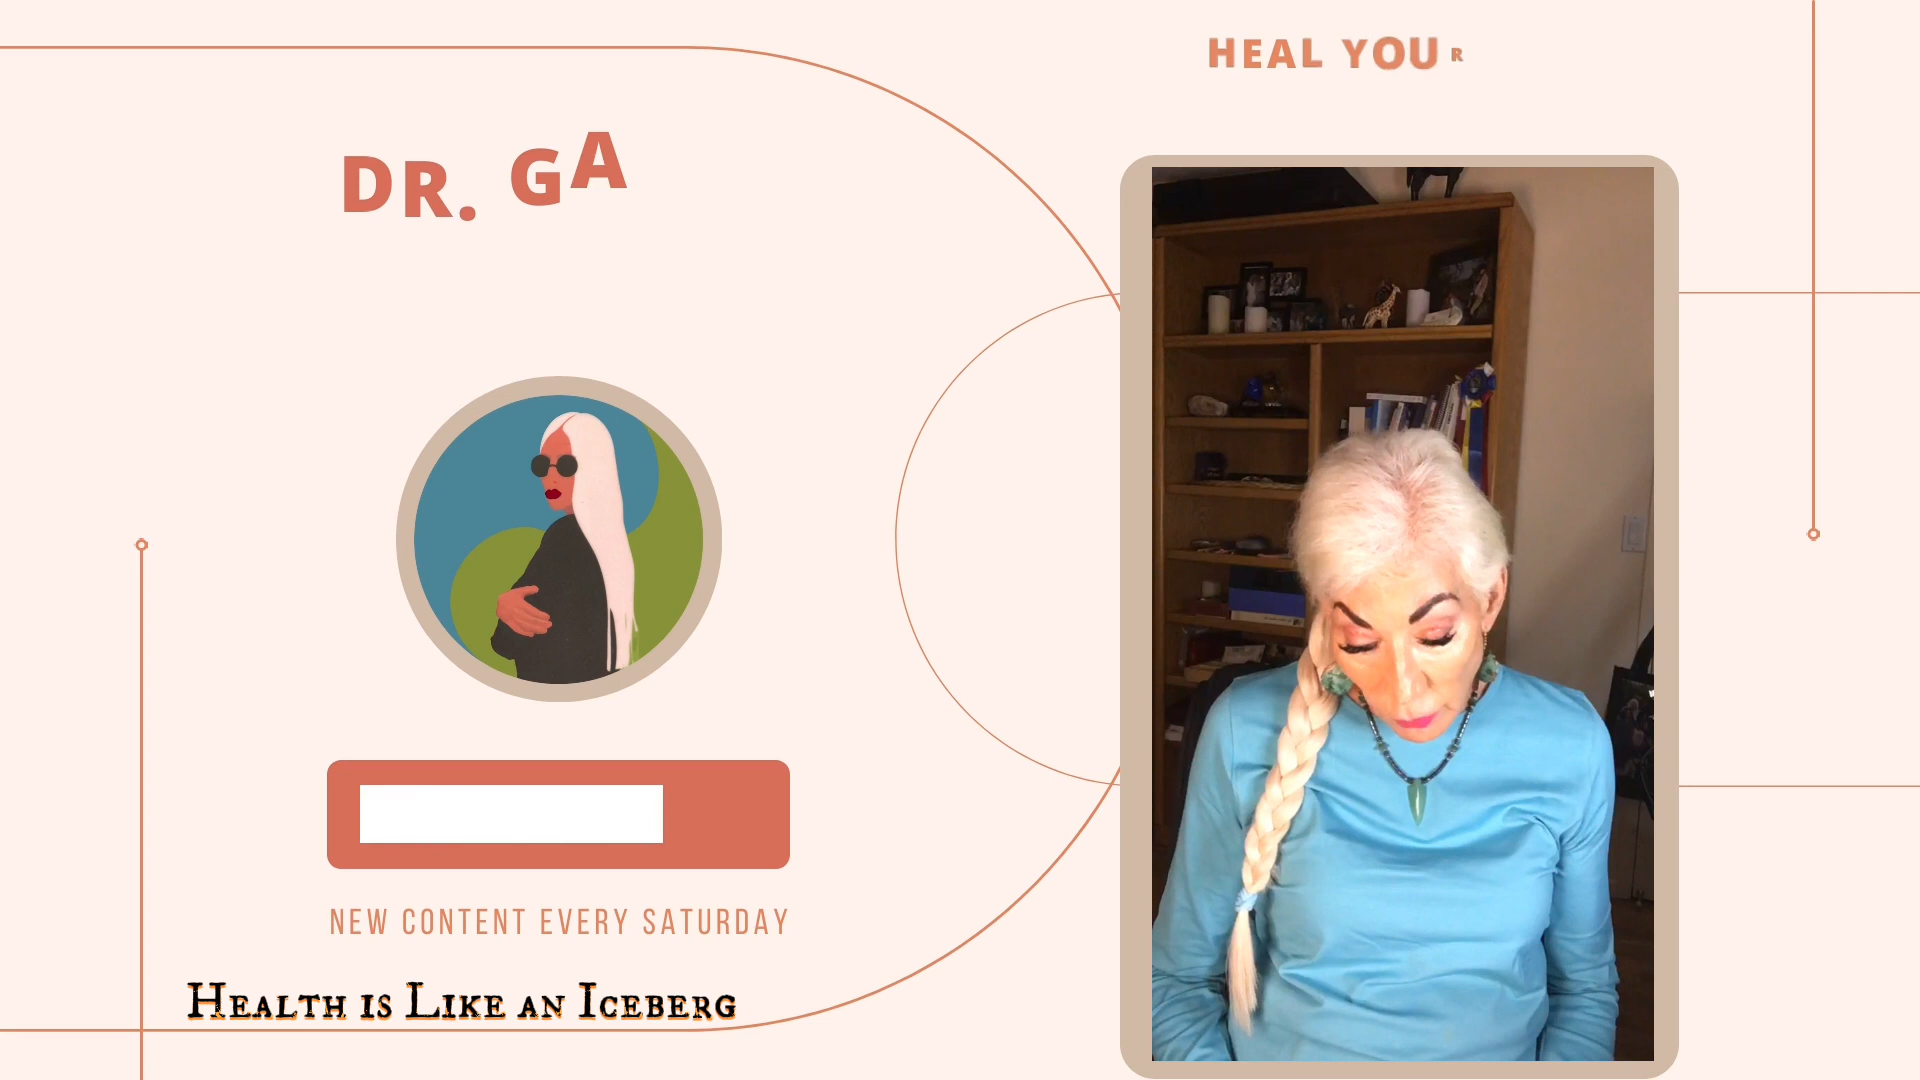 HEAL YOUR
DR. GA
NEW CONTENT EVERY SATURDAY
Health is Like an Iceberg